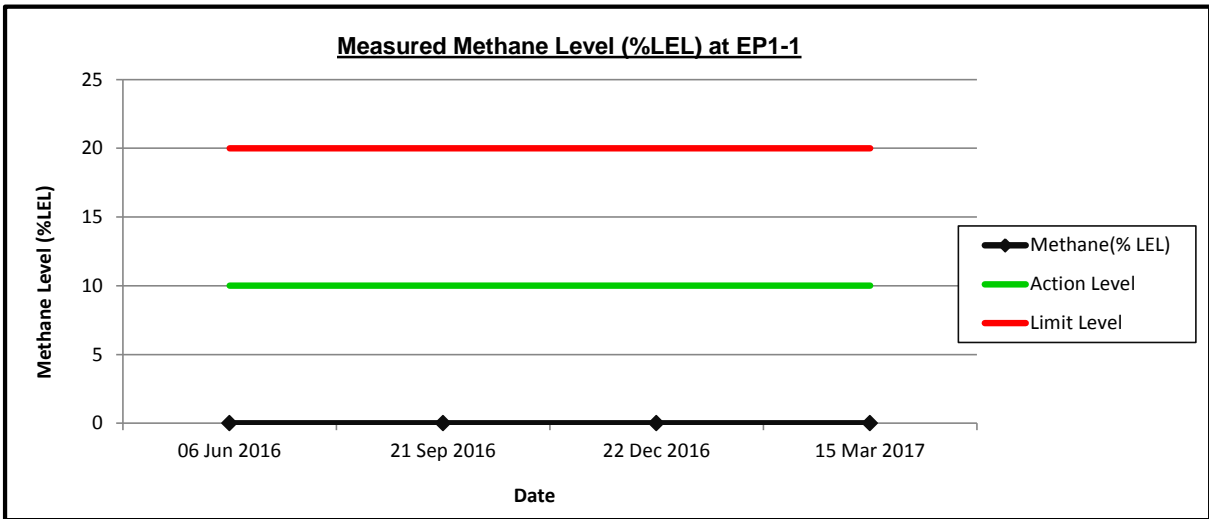 Measured Methane Level (%LEL) at EP1-1
Methane Level (%LEL)
25
20
15
10
5
0
06 Jun 2016
21 Sep 2016
22 Dec 2016
15 Mar 2017
Date
Methane(% LEL)
Action Level
Limit Level